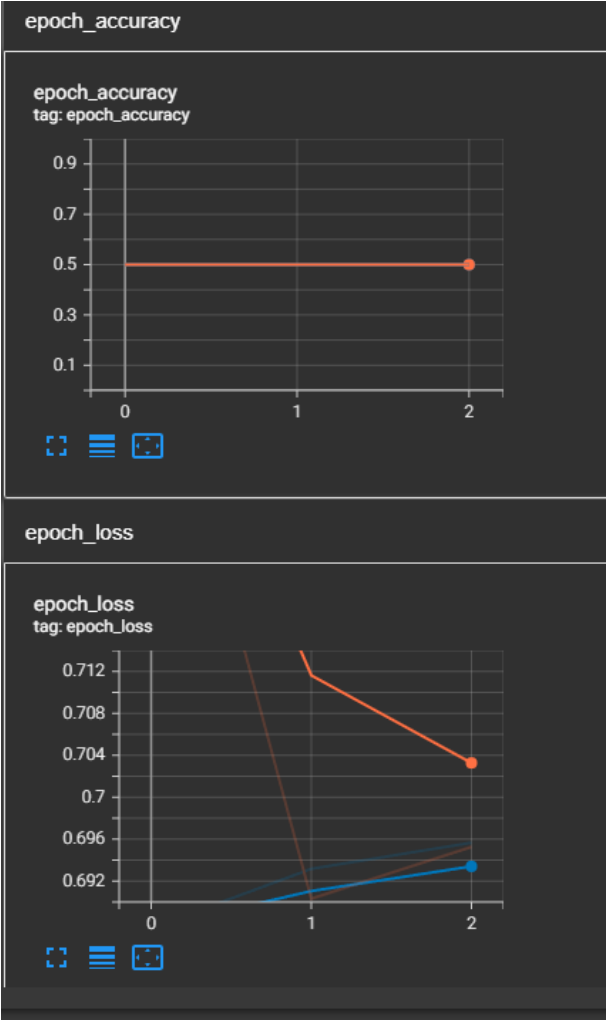 epoch_accuracy
epoch_accuracy
tag: epoch_accuracy
0.9
0.7
0.5
0.3
0.1
0 1 2
epoch_loss
epoch_loss
tag: epoch_loss
0.712
0.708
0.704
0.7
0.696
0.692
0 1 2